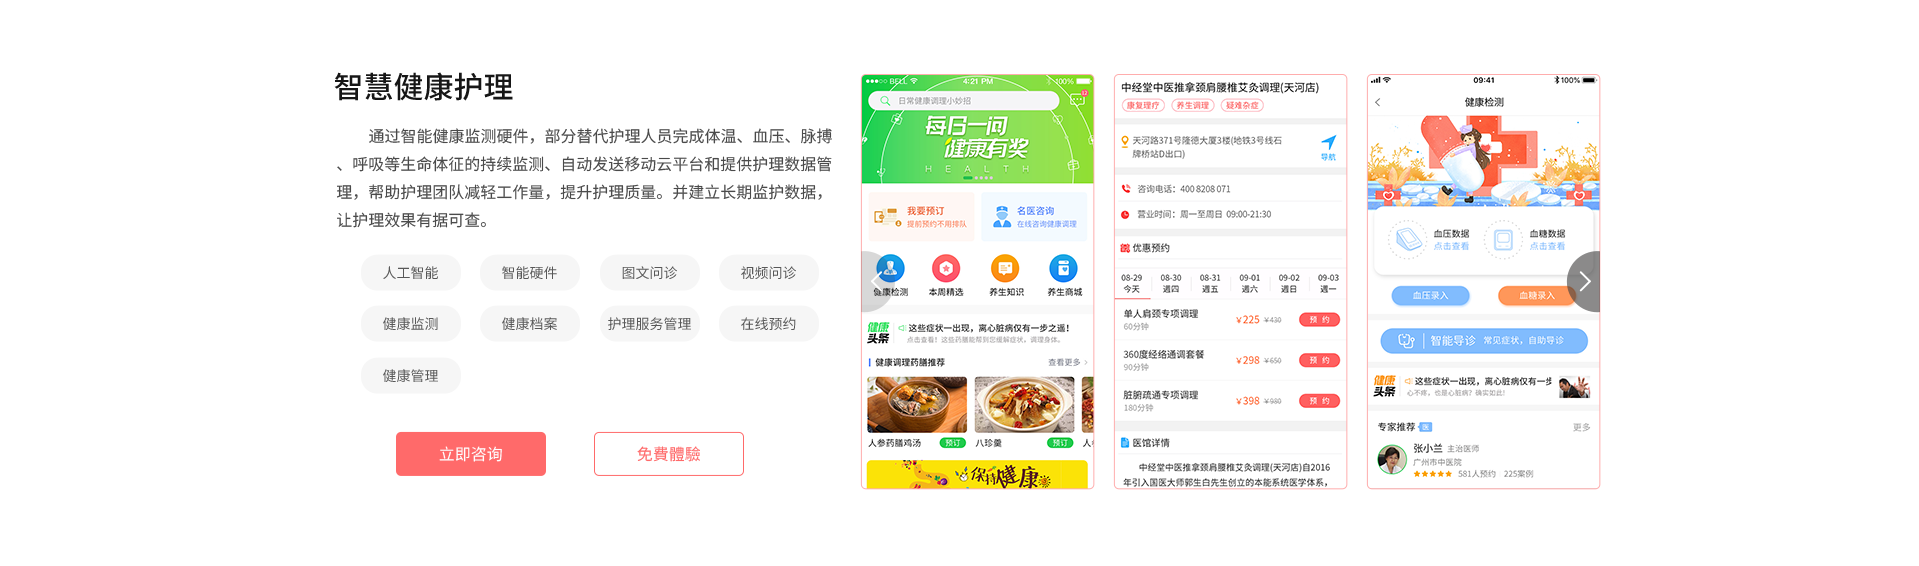 智慧健康护理
通过智能健康监测硬件，部分替代护理人员完成体温、血压、脉搏
、呼吸等生命体征的持续监测、自动发送移动云平台和提供护理数据管
理，帮助护理团队减轻工作量，提升护理质量。并建立长期监护数据，
让护理效果有据可查。
人工智能
智能硬件
图文问诊
视频问诊
健康监测
健康档案
护理服务管理
在线预约
健康管理
立即咨询
免費體驗
BELL
4:21 PM
100%
日常健康调理小妙招
每日一问
健康有奖
HEALTH
我要预订
提前预约不用排队
名医咨询
在线咨询健康调理
健康检测
本周精选
养生知识
养生商城
健康
头条
这些症状一出现，离心脏病仅有一步之遥！
点击查看！这些药膳能帮到您缓解症状，调理身体。
健康调理药膳推荐
查看更多
人参药膳鸡汤
预订
八珍羹
预订
保持健康
中经堂中医推拿颈肩腰椎艾灸调理(天河店)
康复理疗
养生调理
疑难杂症
天河路371号隆德大厦3楼(地铁3号线石
牌桥站D出口)
导航
咨询电话：400 8208 071
营业时间：周一至周日 09:00-21:30
优惠预约
08-29 08-30 08-31 09-01 09-02 09-03
今天 週四 週五 週六 週日 週一
单人肩颈专项调理
60分钟
¥225 ¥430
预 约
360度经络通调套餐
90分钟
¥298 ¥650
预 约
脏腑疏通专项调理
180分钟
¥398 ¥980
预 约
医馆详情
中经堂中医推拿颈肩腰椎艾灸调理(天河店)自2016
年引入国医大师郭生白先生创立的本能系统医学体系，
09:41
100%
健康检测
血压数据
点击查看
血糖数据
点击查看
血压录入
血糖录入
智能导诊 常见症状，自助导诊
健康
头条
这些症状一出现，离心脏病仅有一步
心不疼，也是心脏病？确实如此！
专家推荐
医
更多
张小兰 主治医师
广州市中医院
581人预约 225案例